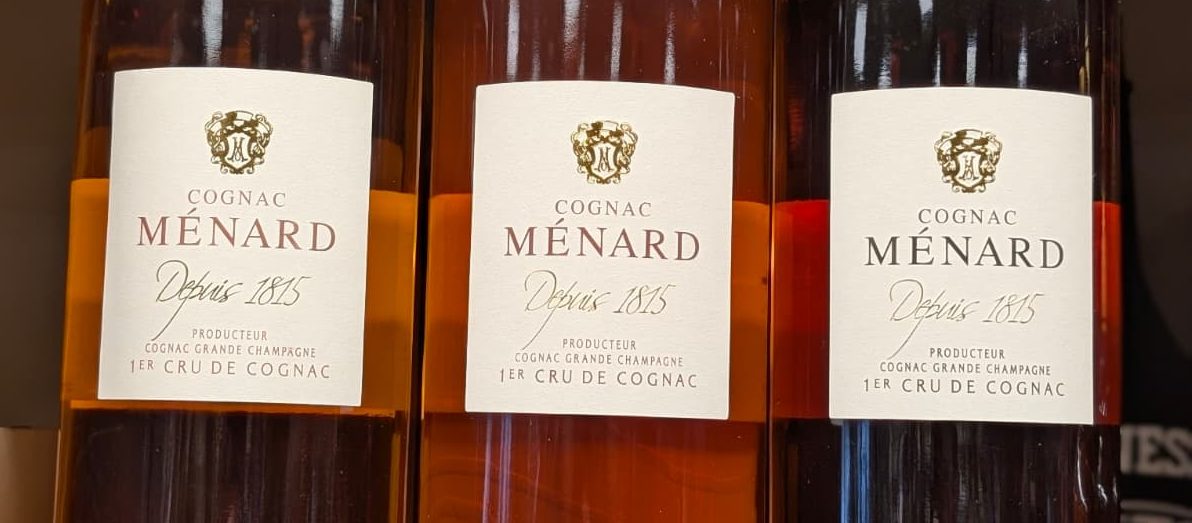 COGNAC
MÉNARD
Depuis 1815
PRODUCTEUR
COGNAC GRANDE CHAMPAGNE
1ER CRU DE COGNAC
COGNAC
MÉNARD
Depuis 1815
PRODUCTEUR
COGNAC GRANDE CHAMPAGNE
1ER CRU DE COGNAC
COGNAC
MÉNARD
Depuis 1815
PRODUCTEUR
COGNAC GRANDE CHAMPAGNE
1ER CRU DE COGNAC